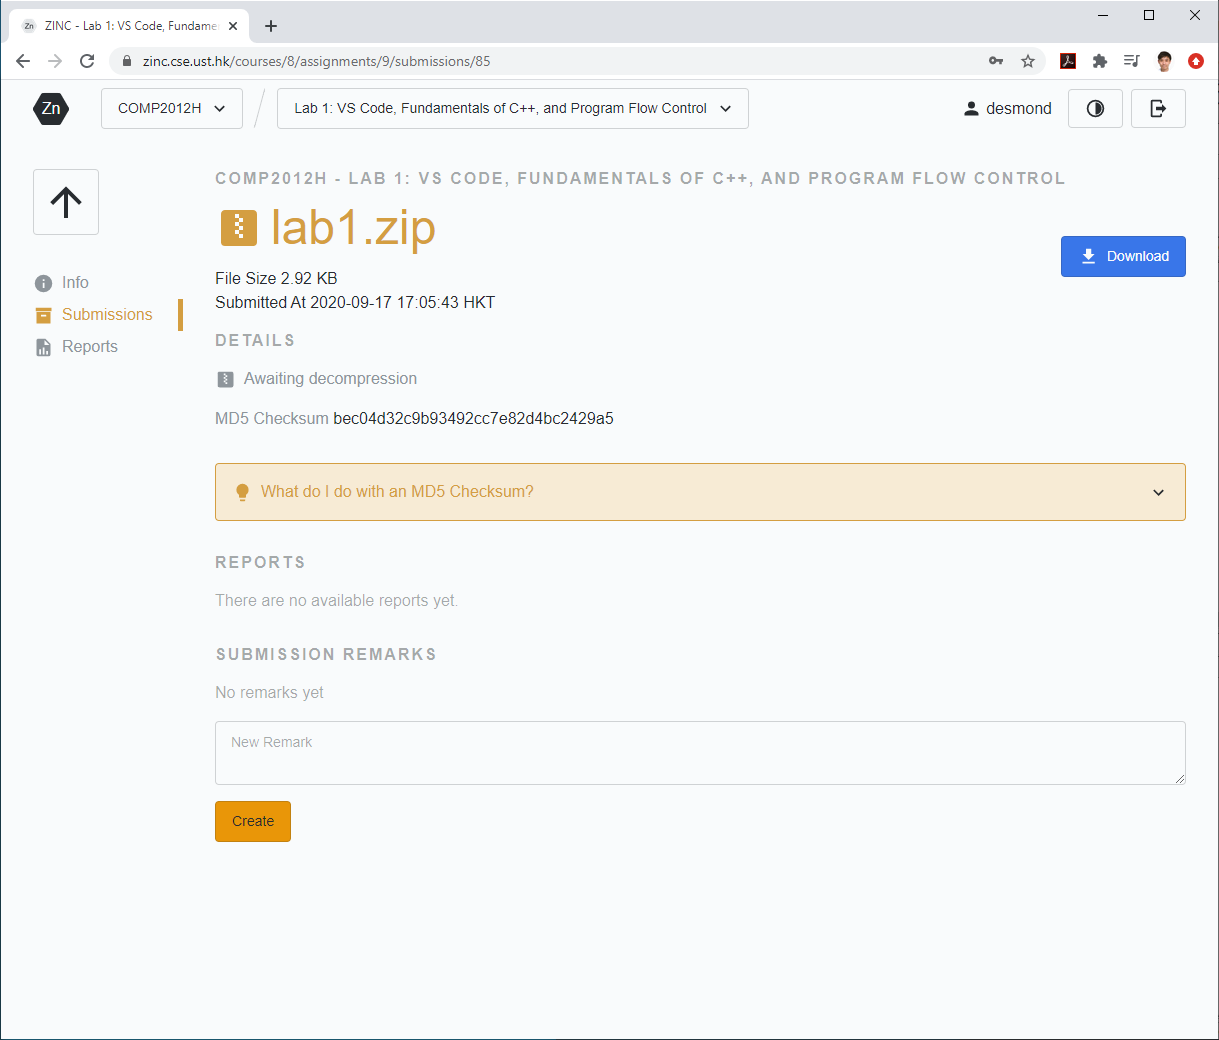 Zn ZINC - Lab 1: VS Code, Fundame
zinc.cse.ust.hk/courses/8/assignments/9/submissions/85
Zn COMP2012H Lab 1: VS Code, Fundamentals of C++, and Program Flow Control desmond
COMP2012H - LAB 1: VS CODE, FUNDAMENTALS OF C++, AND PROGRAM FLOW CONTROL
lab1.zip
Download
File Size 2.92 KB
Submitted At 2020-09-17 17:05:43 HKT
Info
Submissions
Reports
DETAILS
Awaiting decompression
MD5 Checksum bec04d32c9b93492cc7e82d4bc2429a5
What do I do with an MD5 Checksum?
REPORTS
There are no available reports yet.
SUBMISSION REMARKS
No remarks yet
New Remark
Create